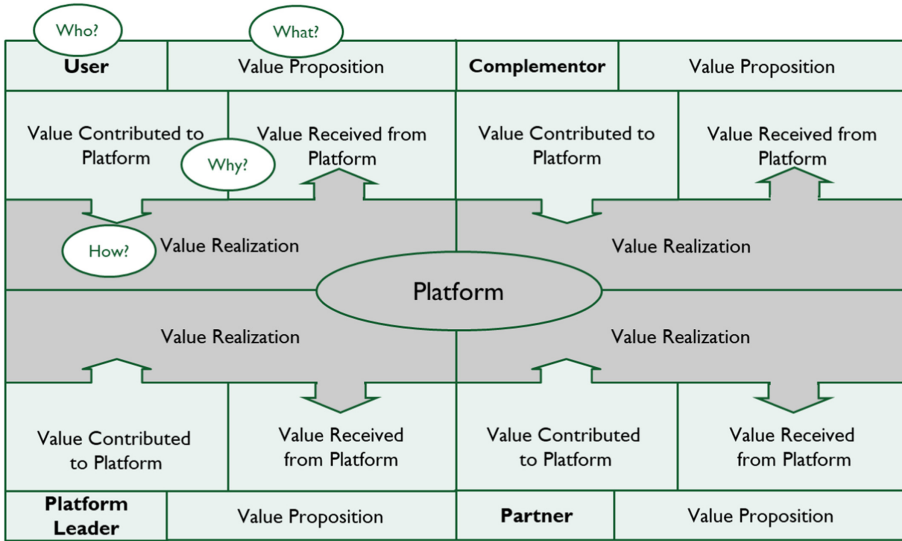 Who?
What?
User
Value Proposition
Complementor
Value Proposition
Value Contributed to
Platform
Value Received from
Platform
Value Contributed to
Platform
Value Received from
Platform
Why?
How?
Value Realization
Value Realization
Platform
Value Realization
Value Realization
Value Contributed
to Platform
Value Received
from Platform
Value Contributed
to Platform
Value Received
from Platform
Platform
Leader
Value Proposition
Partner
Value Proposition